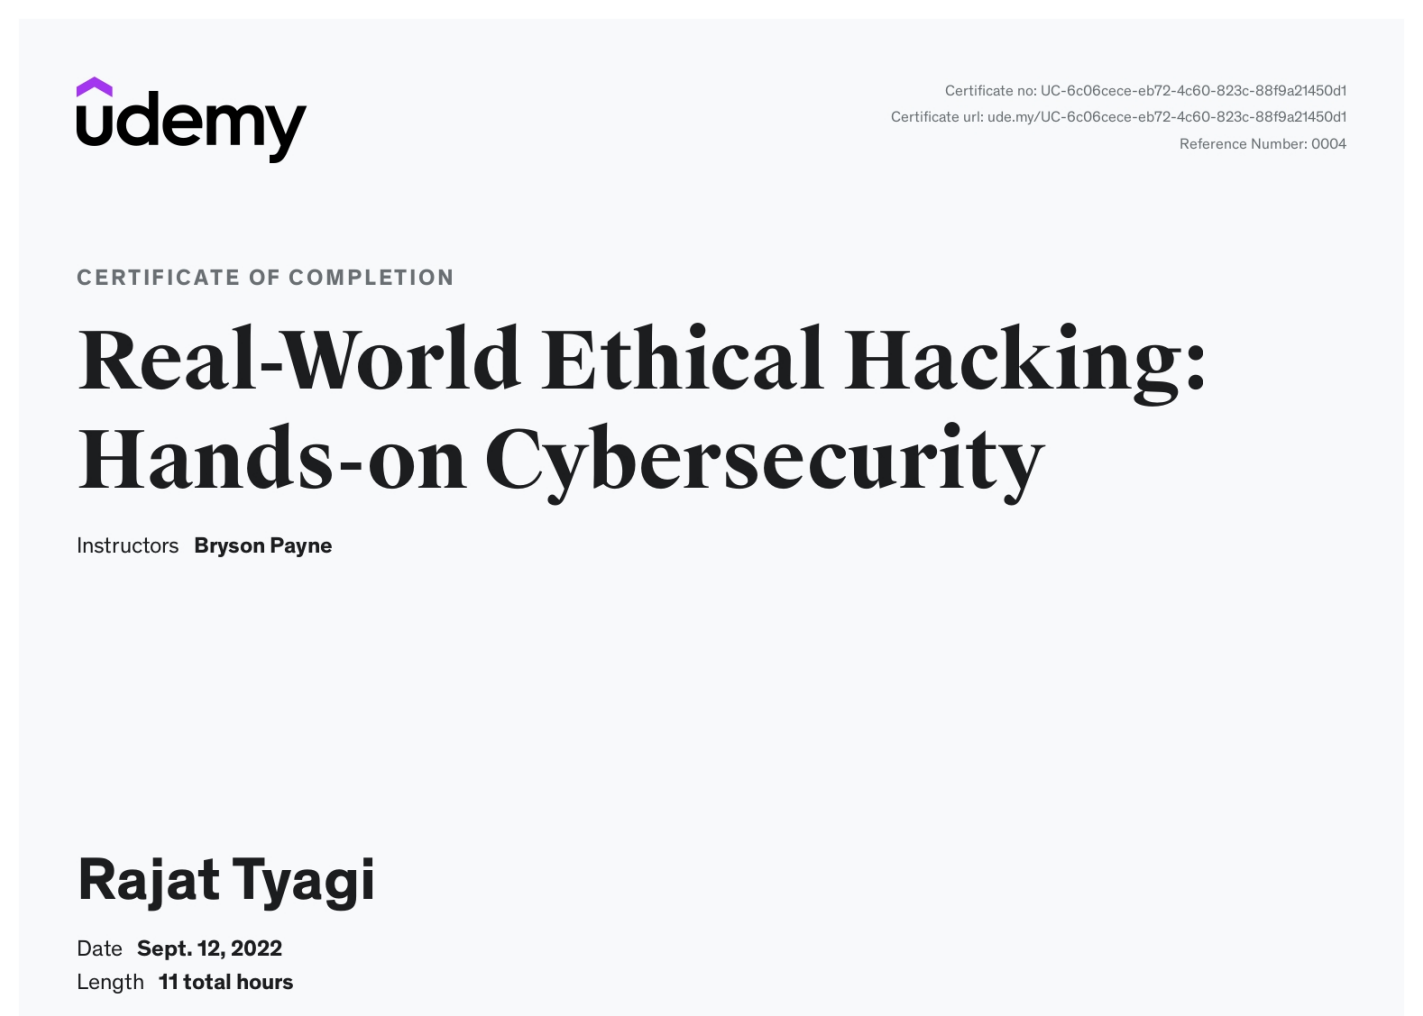 udemy
Certificate no: UC-6c06cece-eb72-4c60-823c-88f9a21450d1
Certificate url: ude.my/UC-6c06cece-eb72-4c60-823c-88f9a21450d1
Reference Number: 0004
CERTIFICATE OF COMPLETION
Real-World Ethical Hacking:
Hands-on Cybersecurity
Instructors Bryson Payne
Rajat Tyagi
Date Sept. 12, 2022
Length 11 total hours